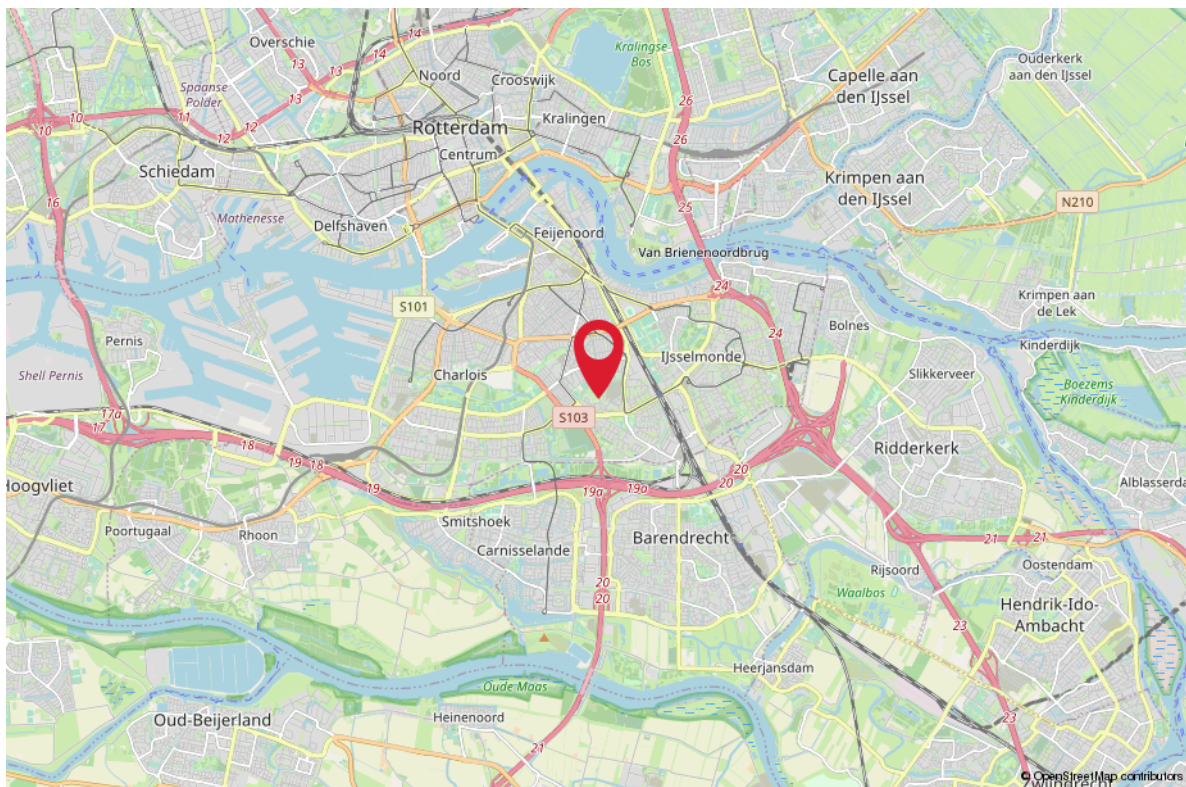 Overschie
13
14
14
13
13
Noord
Crooswijk
Kralingse
Bos
Ouderkerk
aan den IJssel
Spaanse
Polder
Capelle aan
den IJssel
10
10
10
11
12
12
26
26
Rotterdam
Kralingen
Centrum
Schiedam
16
Mathenesse
Delfshaven
Feijenoord
25
Krimpen aan
den IJssel
N210
Van Brienenoordbrug
24
24
S101
Krimpen aan
de Lek
Bolnes
Kinderdijk
Pernis
Shell Pernis
Charlois
IJsselmonde
Slikkerveer
Boezems
Kinderdijk
17a
17
S103
18
18
19
19
Ridderkerk
20
20
Hoogvliet
19a
19a
Alblasserda
Poortugaal
Rhoon
Smitshoek
Carnisselande
Barendrecht
21
21
Oostendam
Rijsoord
Waalbos
20
20
Hendrik-Ido-
Ambacht
23
Heerjansdam
Oude Maas
Oud-Beijerland
Heinenoord
21
23
© OpenStreetMap contributors